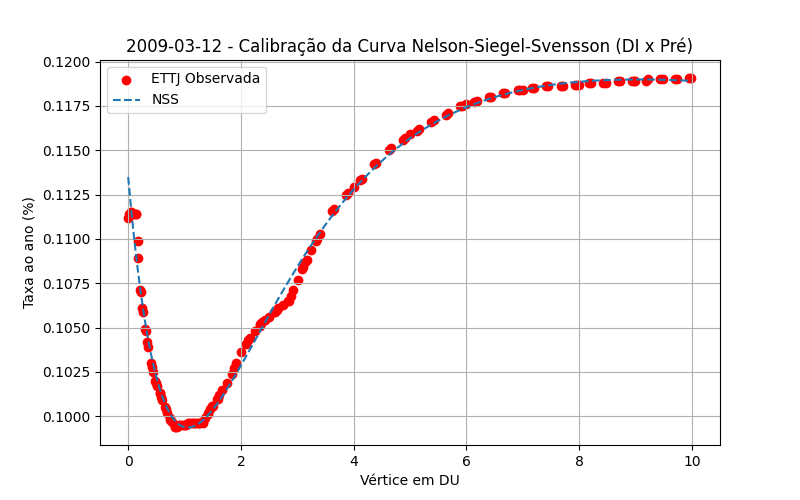 2009-03-12 - Calibração da Curva Nelson-Siegel-Svensson (DI x Pré)
ETTJ Observada
NSS
Taxa ao ano (%)
0.1200
0.1175
0.1150
0.1125
0.1100
0.1075
0.1050
0.1025
0.1000
0 2 4 6 8 10
Vértice em DU